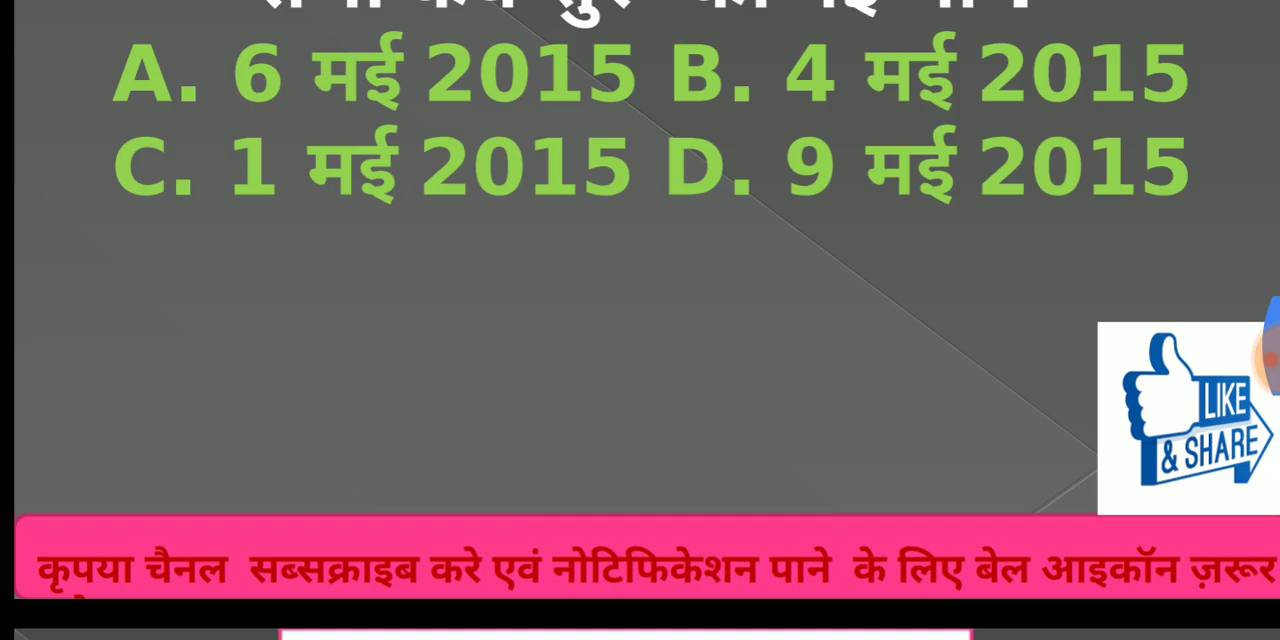 A. 6 मई 2015 B. 4 मई 2015
C. 1 मई 2015 D. 9 मई 2015
LIKE
& SHARE
कृपया चैनल सब्सक्राइब करे एवं नोटिफिकेशन पाने के लिए बेल आइकॉन ज़रूर